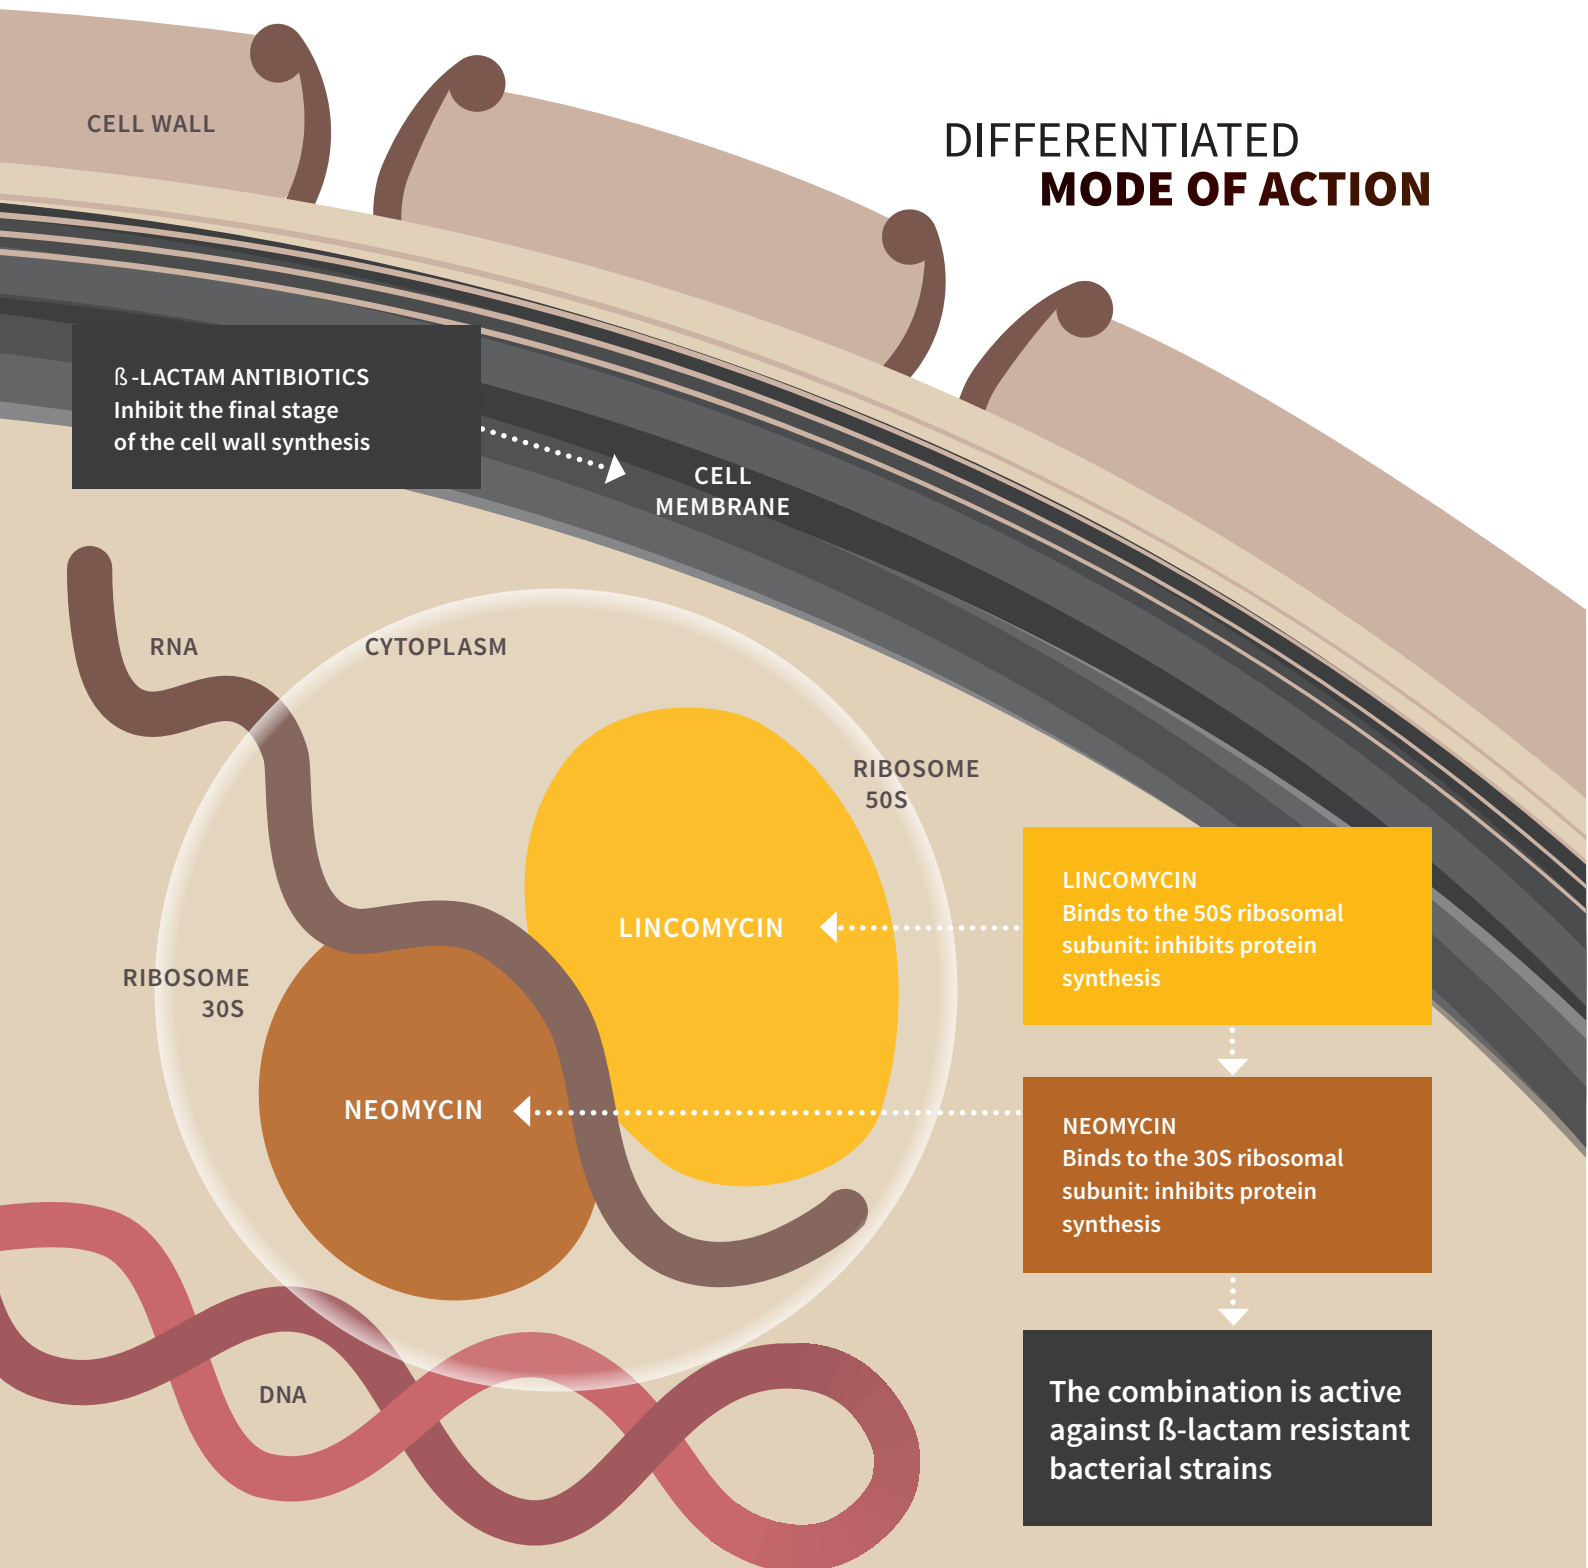 CELL WALL
DIFFERENTIATED
MODE OF ACTION
ß-LACTAM ANTIBIOTICS
Inhibit the final stage
of the cell wall synthesis
CELL
MEMBRANE
RNA
CYTOPLASM
RIBOSOME
50S
LINCOMYCIN
LINCOMYCIN
Binds to the 50S ribosomal
subunit: inhibits protein
synthesis
RIBOSOME
30S
NEOMYCIN
NEOMYCIN
Binds to the 30S ribosomal
subunit: inhibits protein
synthesis
DNA
The combination is active
against ß-lactam resistant
bacterial strains